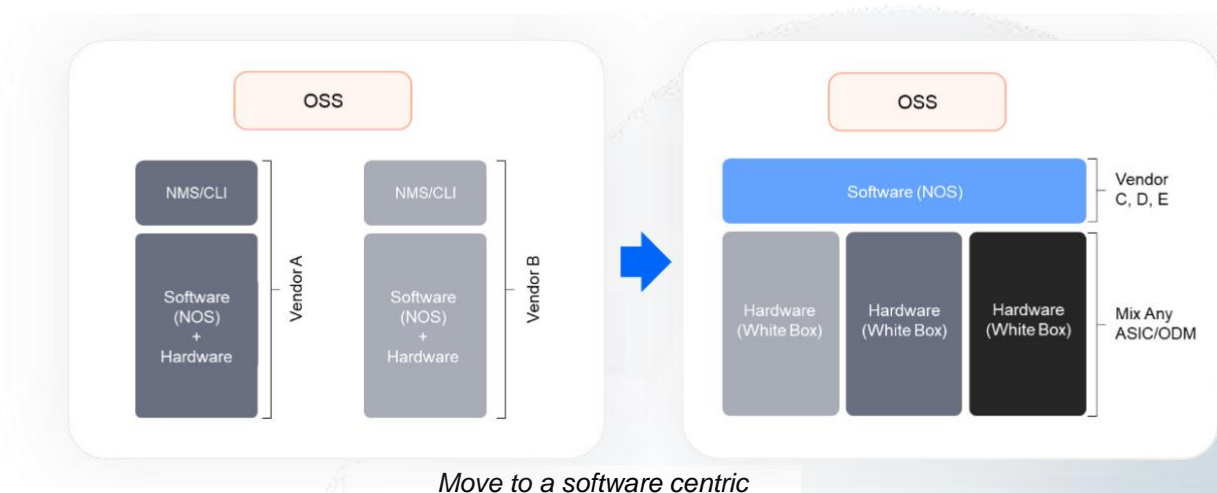 OSS
NMS/CLI
Software
(NOS)
+
Hardware
Vendor A
NMS/CLI
Software
(NOS)
+
Hardware
Vendor B
OSS
Software (NOS)
Vendor
C, D, E
Hardware
(White Box)
Hardware
(White Box)
Hardware
(White Box)
Mix Any
ASIC/ODM
Move to a software centric